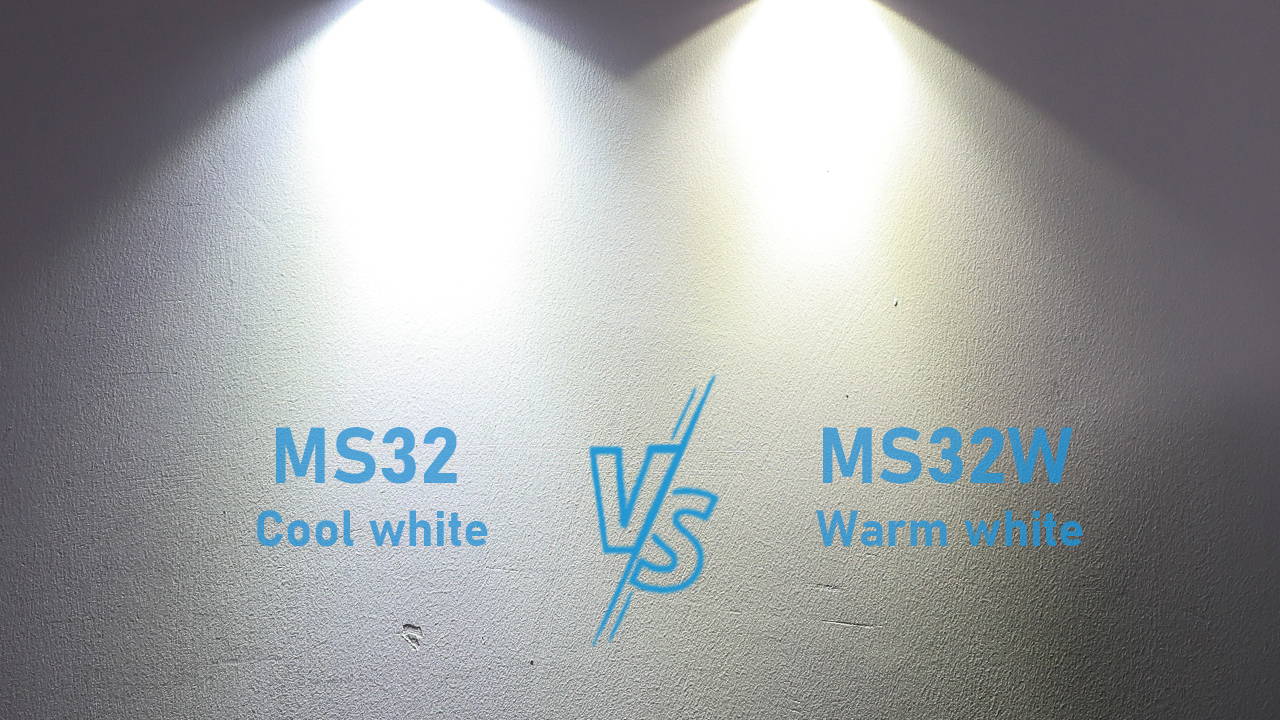 MS32
Cool white
VS
MS32W
Warm white